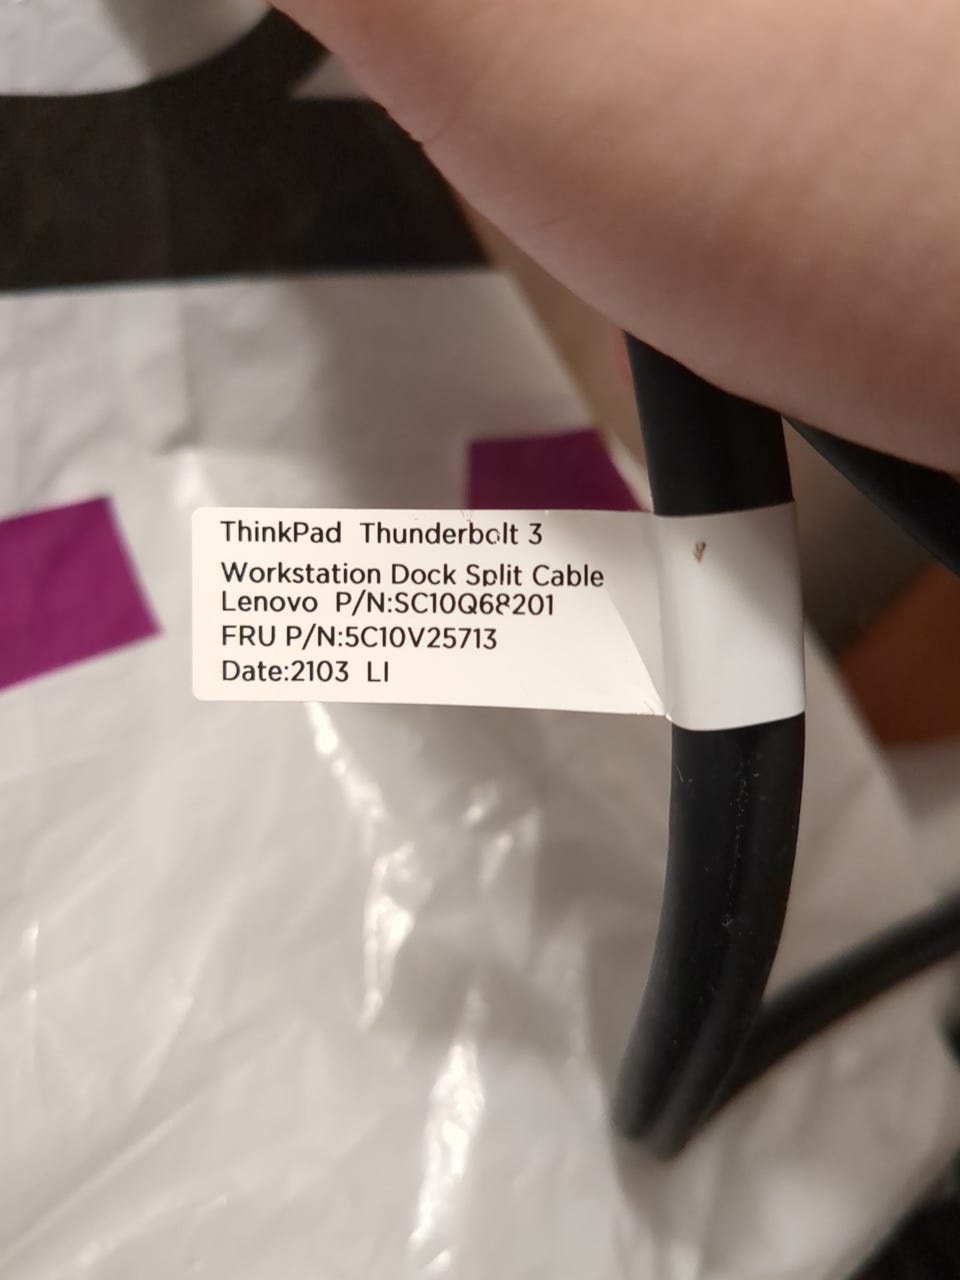 ThinkPad Thunderbolt 3
Workstation Dock Split Cable
Lenovo P/N:SC10Q68201
FRU P/N:5C10V25713
Date:2103 LI